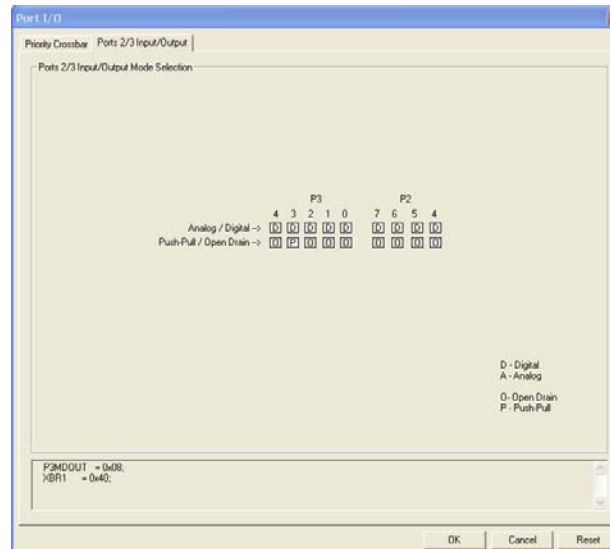 Port I/O
Priority Crossbar Ports 2/3 Input/Output
Ports 2/3 Input/Output Mode Selection
P3 P2
4 3 2 1 0 7 6 5 4
Analog / Digital -> D D D D D D D D D
Push-Pull / Open Drain -> O P O O O O O O O
D - Digital
A - Analog
O- Open Drain
P - Push-Pull
P3MDOUT = 0x08;
XBR1 = 0x40;
OK Cancel Reset